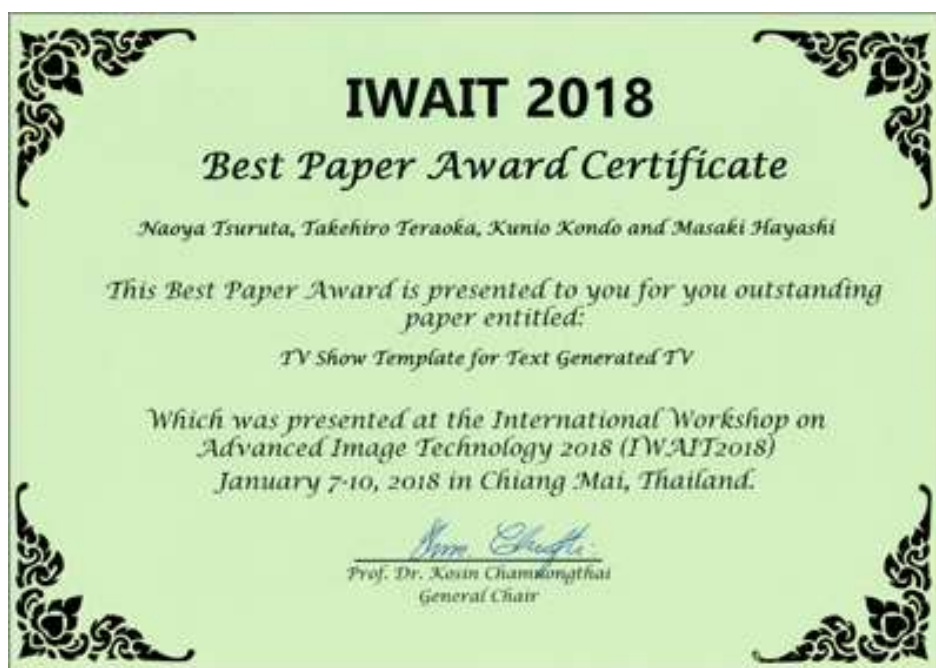 IWAIT 2018
Best Paper Award Certificate
Naoya Tsuruta, Takehiro Teraoka, Kunio Kondo and Masaki Hayashi
This Best Paper Award is presented to you for you outstanding
paper entitled:
TV Show Template for Text Generated TV
Which was presented at the International Workshop on
Advanced Image Technology 2018 (IWAIT2018)
January 7-10, 2018 in Chiang Mai, Thailand.
Prof. Dr. Kosin Chamnongthai
General Chair